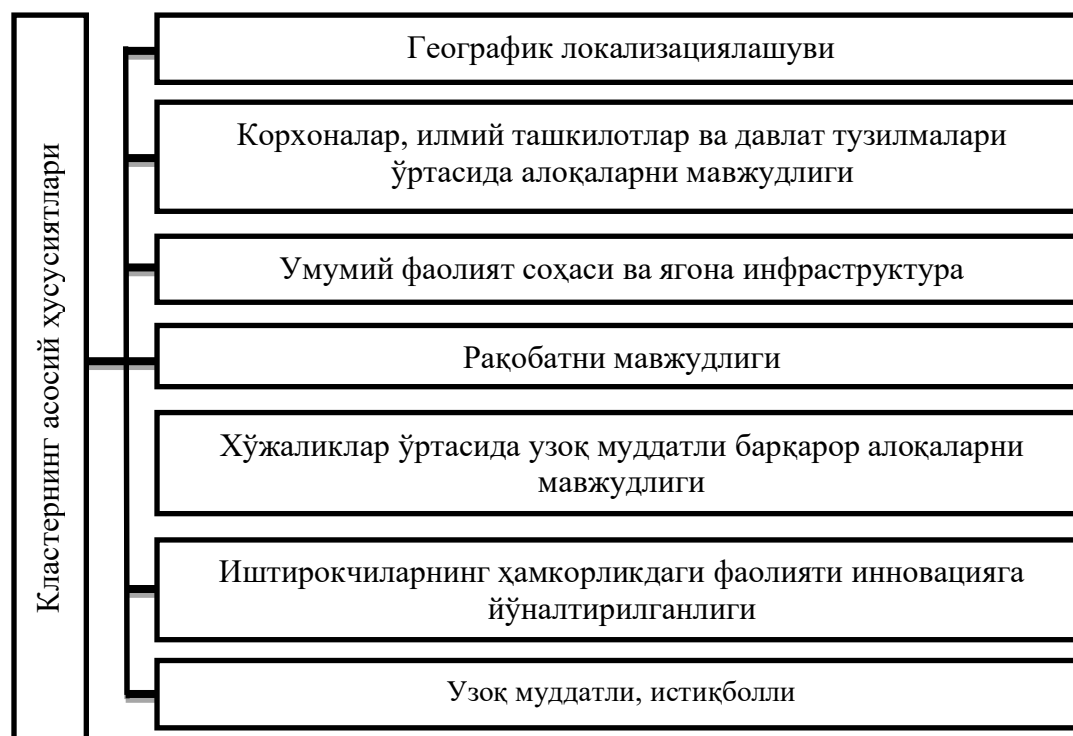 Кластернинг асосий ҳусусиятлари
Географик локализациялашуви
Корхоналар, илмий ташкилотлар ва давлат тузилмалари
ўртасида алоқаларни мавжудлиги
Умумий фаолият соҳаси ва ягона инфраструктура
Рақобатни мавжудлиги
Хўжаликлар ўртасида узоқ муддатли барқарор алоқаларни
мавжудлиги
Иштирокчиларнинг ҳамкорликдаги фаолияти инновацияга
йўналтирилганлиги
Узоқ муддатли, истиқболли